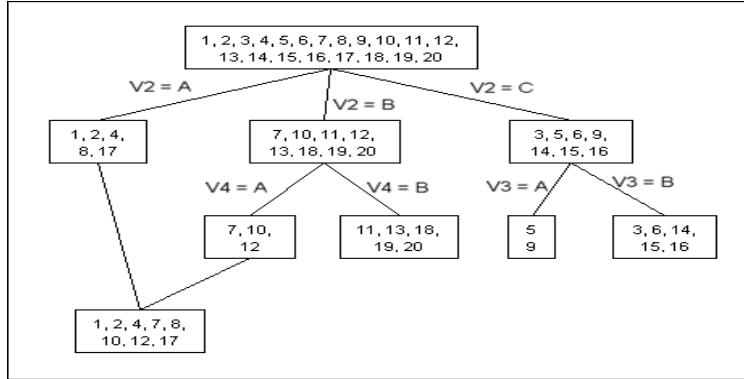 1, 2, 3, 4, 5, 6, 7, 8, 9, 10, 11, 12,
13, 14, 15, 16, 17, 18, 19, 20
V2 = A
V2 = B
V2 = C
1, 2, 4,
8, 17
7, 10, 11, 12,
13, 18, 19, 20
3, 5, 6, 9,
14, 15, 16
V4 = A
V4 = B
V3 = A
V3 = B
7, 10,
12
11, 13, 18,
19, 20
5
9
3, 6, 14,
15, 16
1, 2, 4, 7, 8,
10, 12, 17